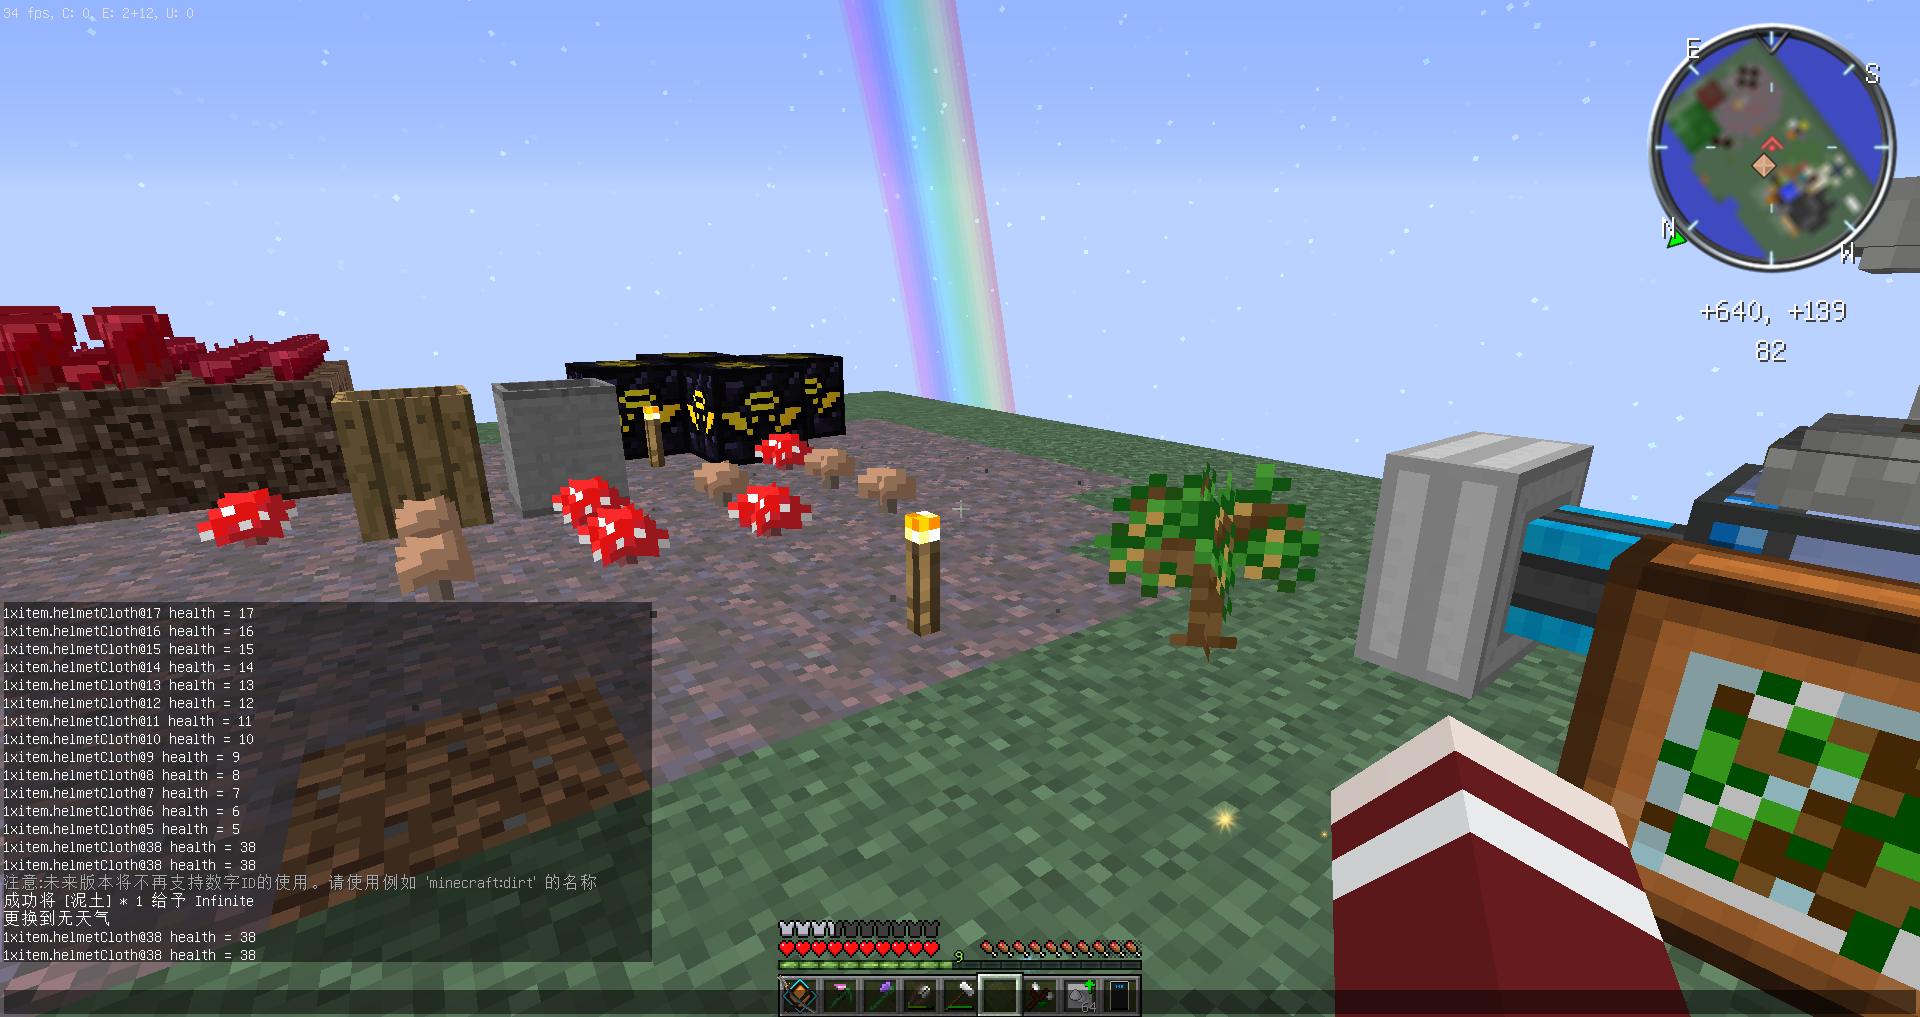 34 fps, C: 0, E: 2+12, U: 0
E
S
N
W
+640, +139
82
1xitem.helmetCloth@17 health = 17
1xitem.helmetCloth@16 health = 16
1xitem.helmetCloth@15 health = 15
1xitem.helmetCloth@14 health = 14
1xitem.helmetCloth@13 health = 13
1xitem.helmetCloth@12 health = 12
1xitem.helmetCloth@11 health = 11
1xitem.helmetCloth@10 health = 10
1xitem.helmetCloth@9 health = 9
1xitem.helmetCloth@8 health = 8
1xitem.helmetCloth@7 health = 7
1xitem.helmetCloth@6 health = 6
1xitem.helmetCloth@5 health = 5
1xitem.helmetCloth@38 health = 38
1xitem.helmetCloth@38 health = 38
注意:未来版本将不再支持数字ID的使用。请使用例如 'minecraft:dirt' 的名称
成功将 [泥土] * 1 给予 Infinite
更换到无天气
1xitem.helmetCloth@38 health = 38
1xitem.helmetCloth@38 health = 38
9
64